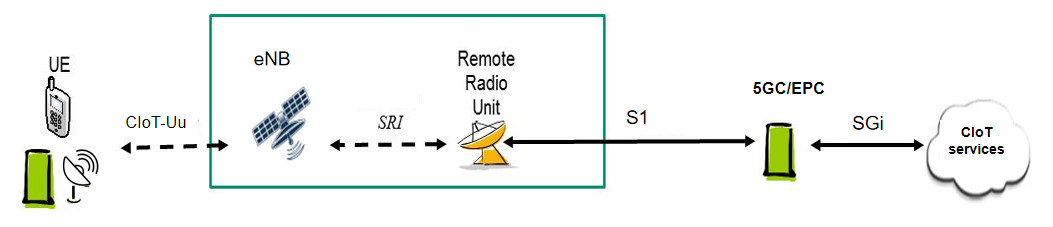 UE
CIoT-Uu
eNB
SRI
Remote
Radio
Unit
S1
5GC/EPC
SGi
CIoT
services